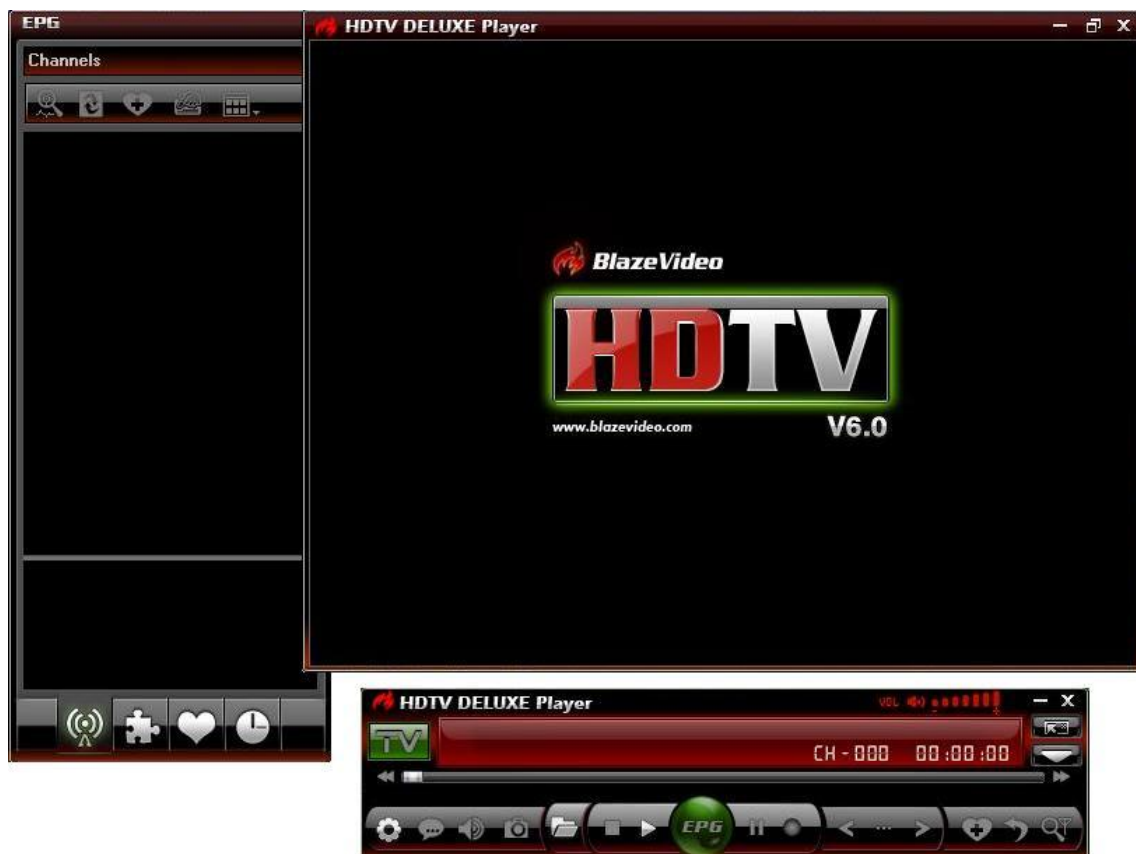 EPG
HDTV DELUXE Player
Channels
BlazeVideo
HDTV
www.blazevideo.com
V6.0
HDTV DELUXE Player
VOL
TV
CH - 000 00:00:00
EPG